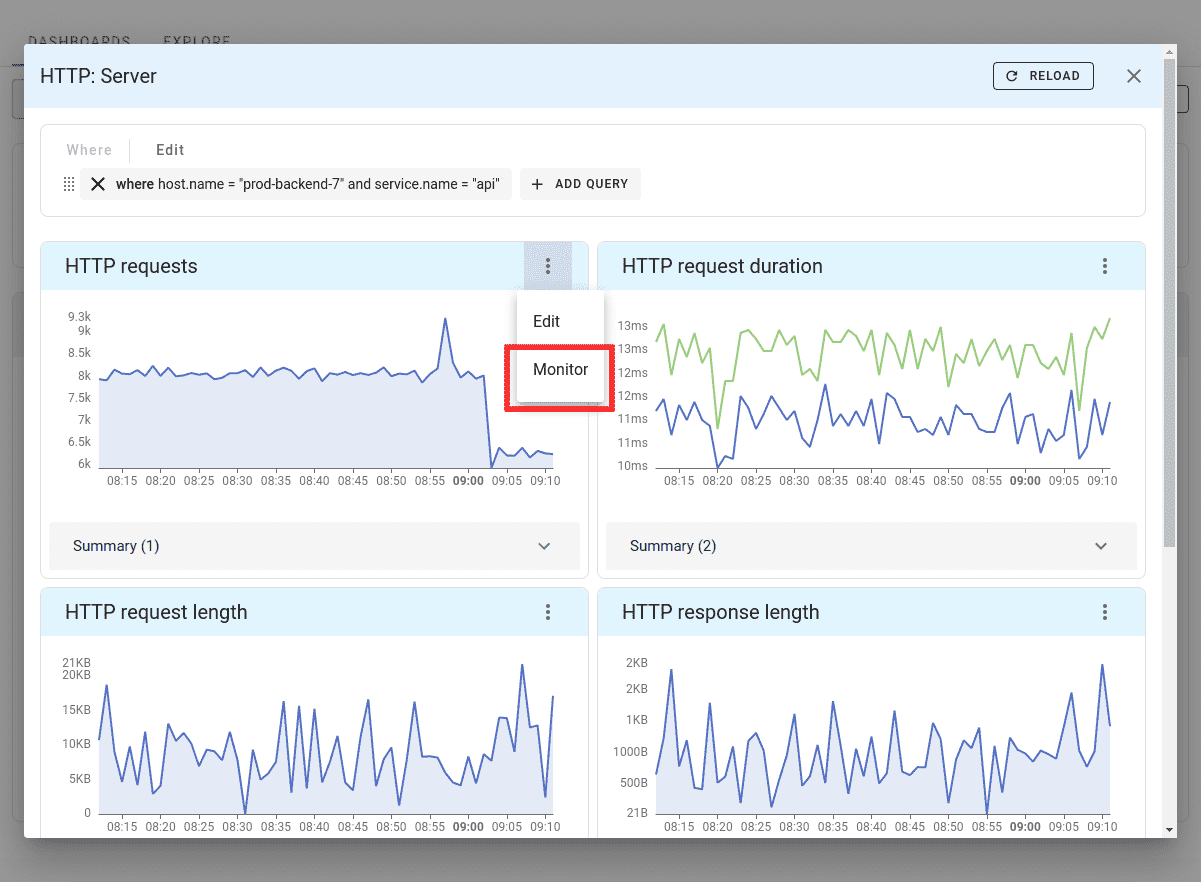 DASHBOARDS EXPLORE
HTTP: Server
RELOAD
Where Edit
where host.name = "prod-backend-7" and service.name = "api"
ADD QUERY
HTTP requests
Edit
Monitor
9.3k
9k
8.5k
8k
7.5k
7k
6.5k
6k
08:15 08:20 08:25 08:30 08:35 08:40 08:45 08:50 08:55 09:00 09:05 09:10
Summary (1)
HTTP request duration
13ms
13ms
12ms
12ms
11ms
11ms
10ms
08:15 08:20 08:25 08:30 08:35 08:40 08:45 08:50 08:55 09:00 09:05 09:10
Summary (2)
HTTP request length
21KB
20KB
15KB
10KB
5KB
0
08:15 08:20 08:25 08:30 08:35 08:40 08:45 08:50 08:55 09:00 09:05 09:10
HTTP response length
2KB
2KB
1KB
1000B
500B
21B
08:15 08:20 08:25 08:30 08:35 08:40 08:45 08:50 08:55 09:00 09:05 09:10